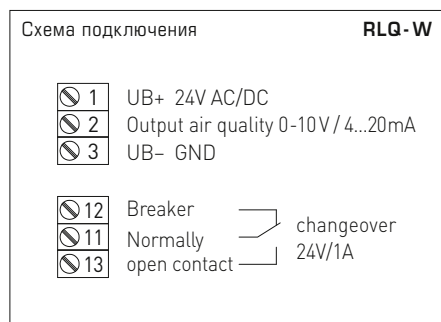 Схема подключения RLQ-W
1 UB+ 24V AC/DC
2 Output air quality 0-10V / 4...20mA
3 UB– GND
12 Breaker
11 Normally
13 open contact
changeover
24V/1A